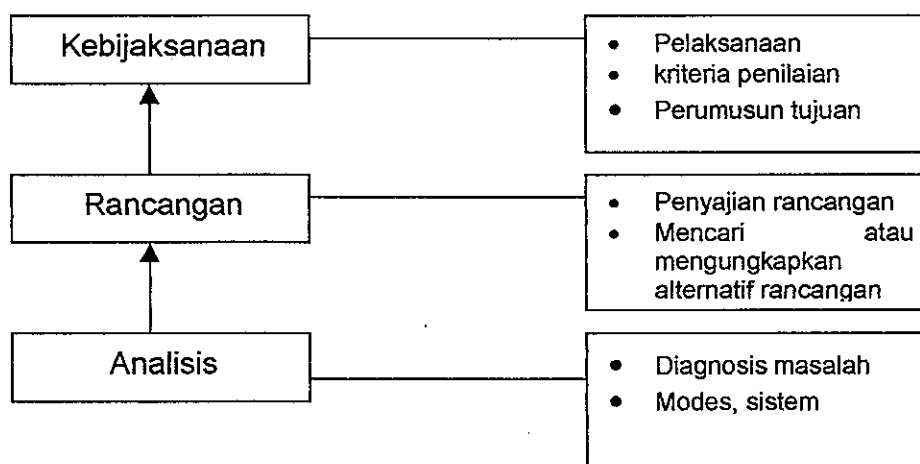 Kebijaksanaan
• Pelaksanaan
• kriteria penilaian
• Perumusun tujuan
Rancangan
• Penyajian rancangan
• Mencari atau
mengungkapkan
alternatif rancangan
Analisis
• Diagnosis masalah
• Modes, sistem